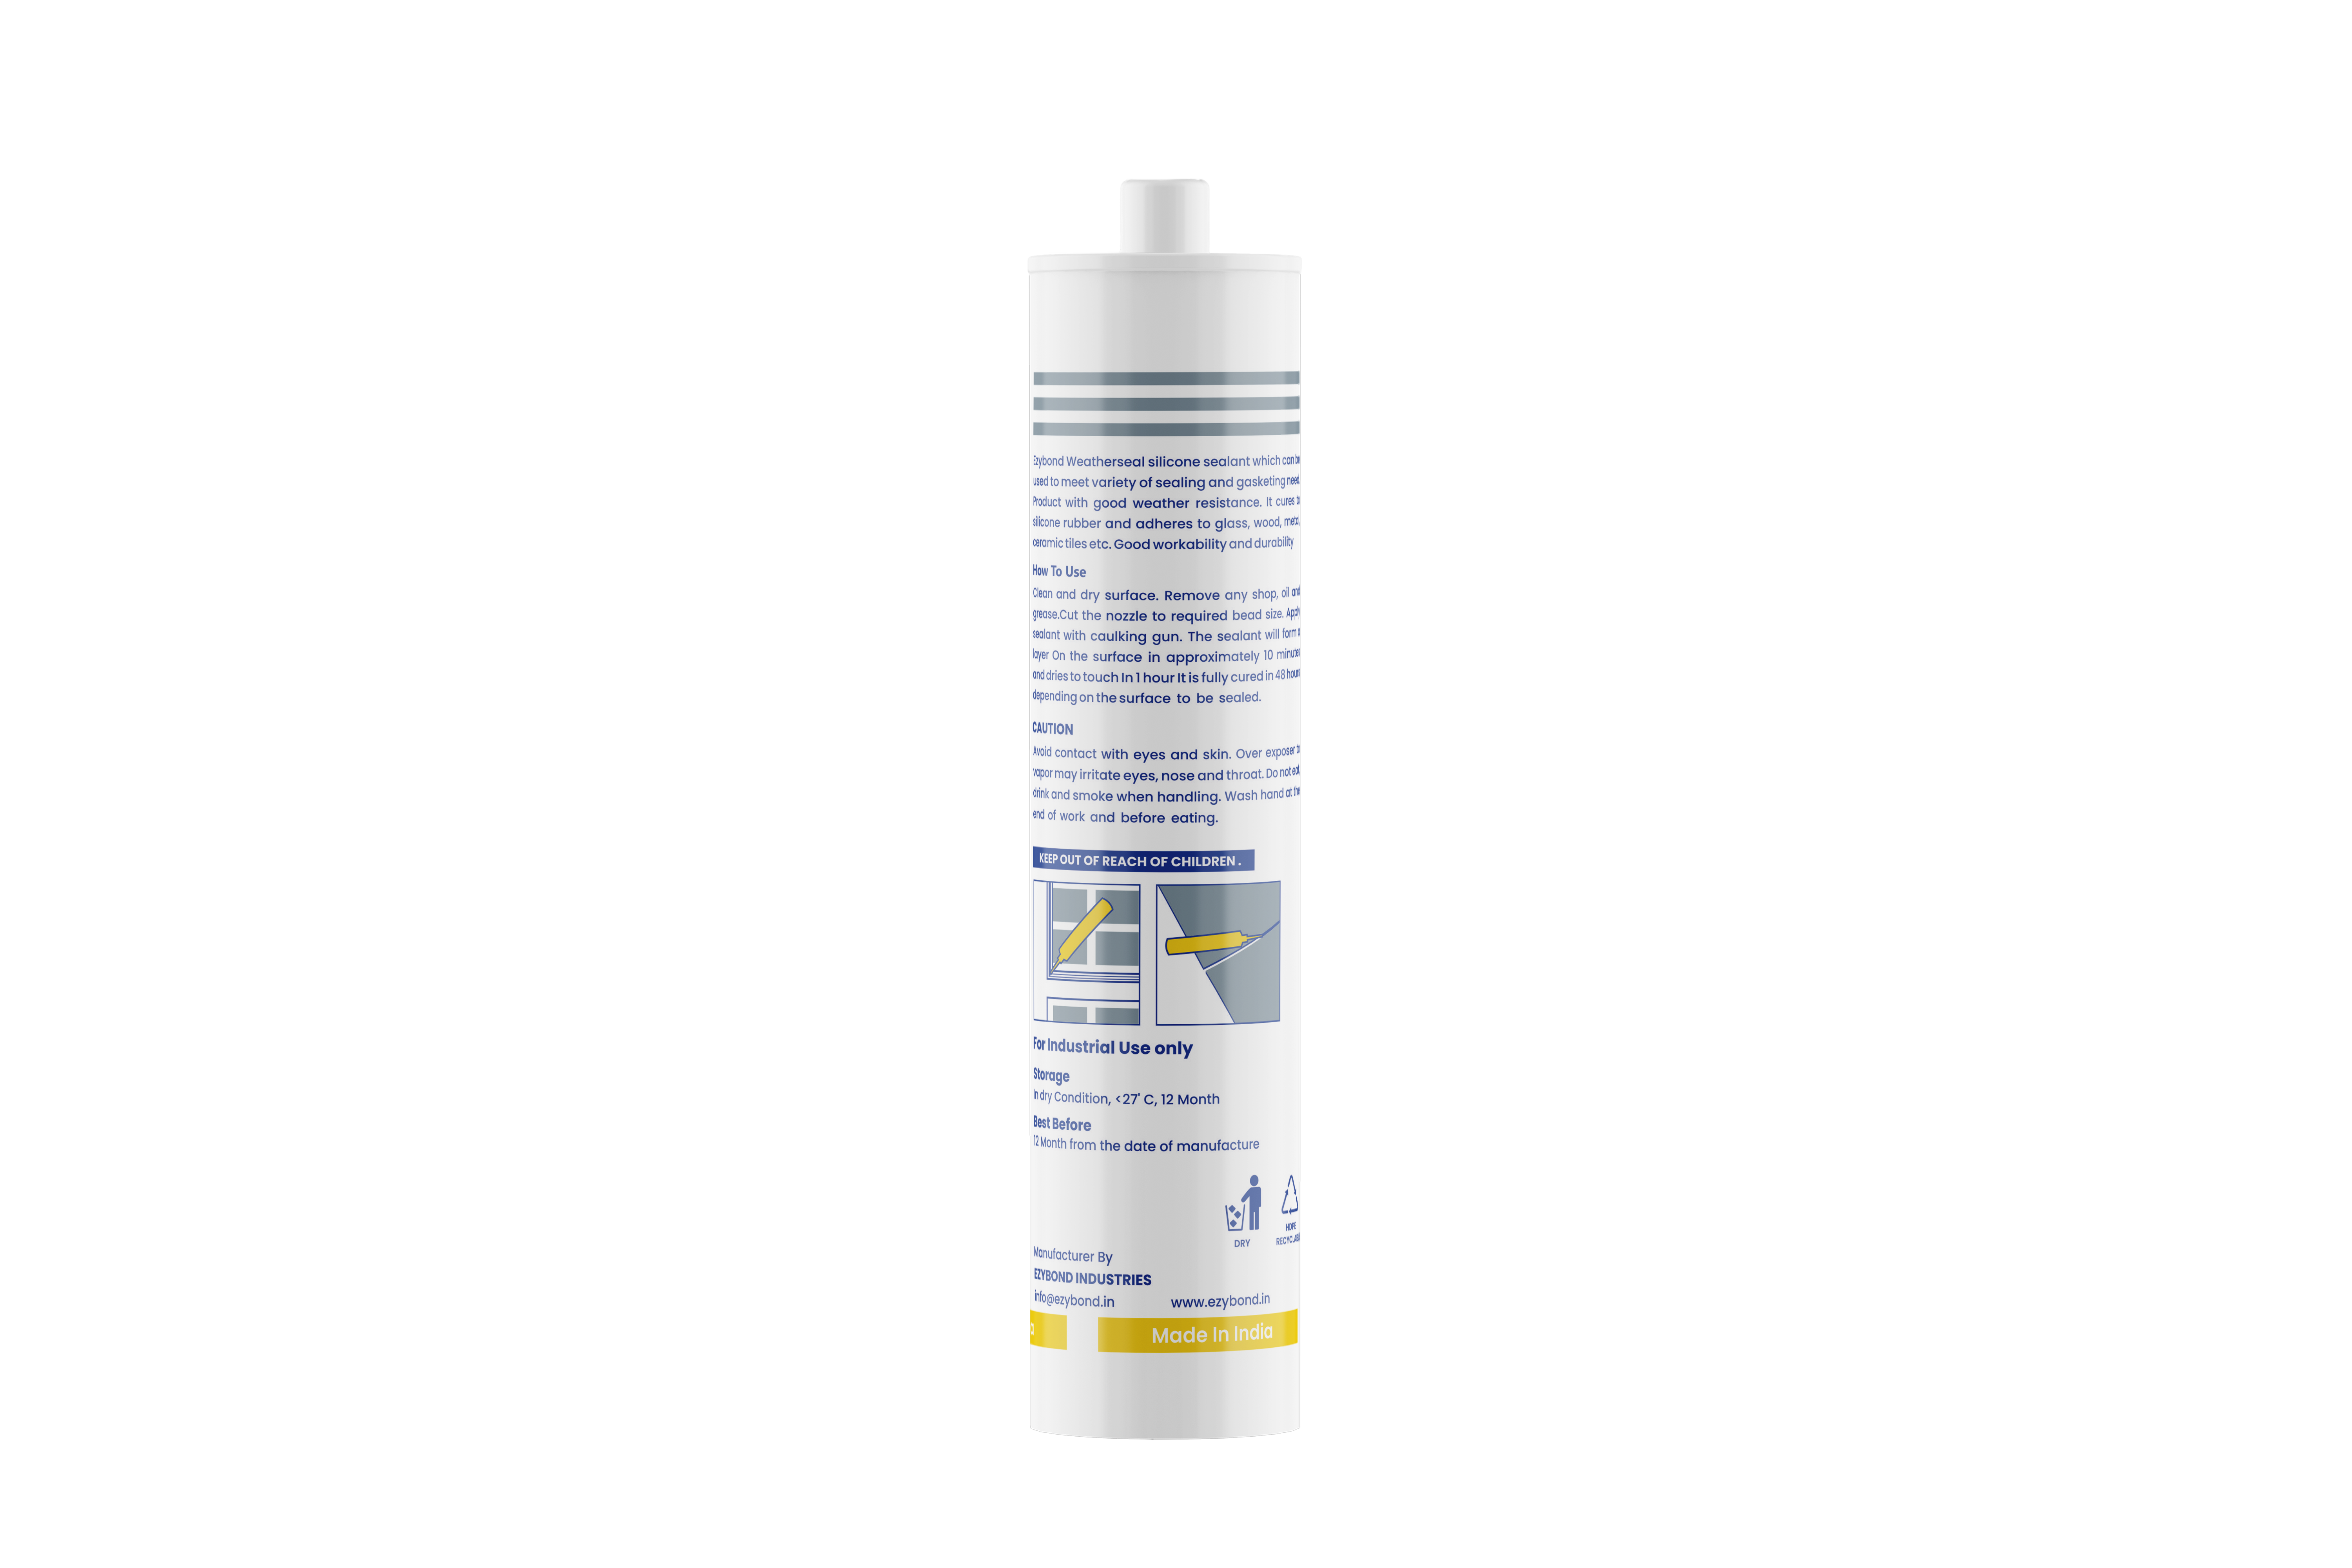 Ezybond Weatherseal silicone sealant which can be
used to meet variety of sealing and gasketing need.
Product with good weather resistance. It cures to
silicone rubber and adheres to glass, wood, metal,
ceramic tiles etc. Good workability and durability
How To Use
Clean and dry surface. Remove any shop, oil and
grease.Cut the nozzle to required bead size. Apply
sealant with caulking gun. The sealant will form a
layer On the surface in approximately 10 minutes
and dries to touch In 1 hour It is fully cured in 48 hours
depending on the surface to be sealed.
CAUTION
Avoid contact with eyes and skin. Over exposer to
vapor may irritate eyes, nose and throat. Do not eat,
drink and smoke when handling. Wash hand at the
end of work and before eating.
KEEP OUT OF REACH OF CHILDREN .
For Industrial Use only
Storage
In dry Condition, <27° C, 12 Month
Best Before
12 Month from the date of manufacture
DRY
HDPE
Manufacturer By
EZYBOND INDUSTRIES
info@ezybond.in www.ezybond.in
Made In India